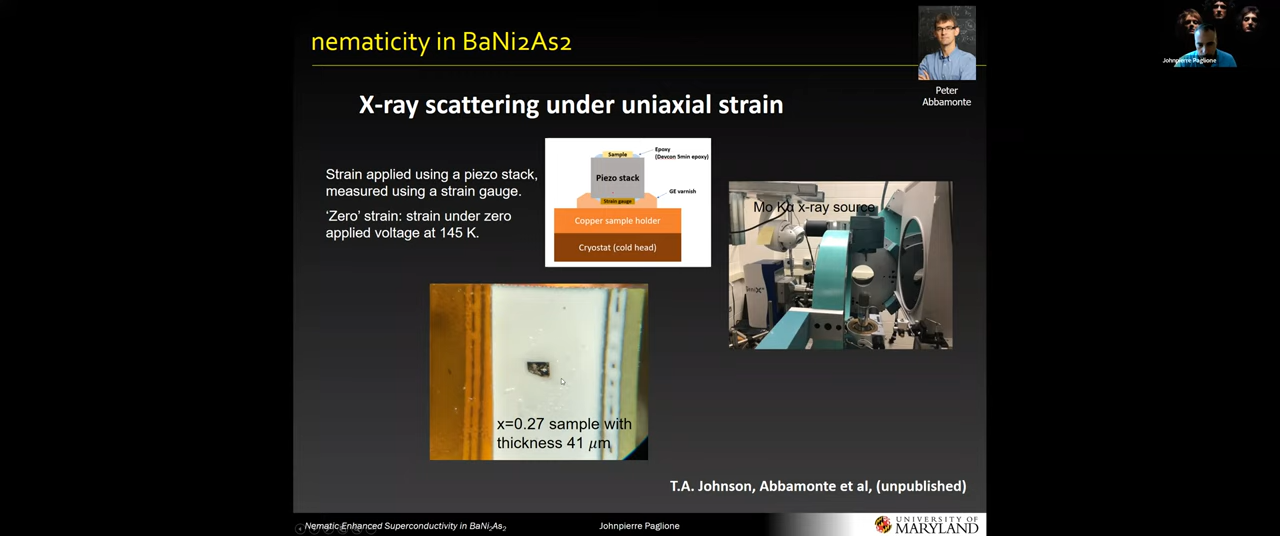 nematicity in BaNi2As2
Peter
Abbamonte
Johnpierre Paglione
X-ray scattering under uniaxial strain
Strain applied using a piezo stack,
measured using a strain gauge.
'Zero' strain: strain under zero
applied voltage at 145 K.
Sample
Epoxy
(Devcon 5min epoxy)
Piezo stack
Strain gauge
GE varnish
Copper sample holder
Cryostat (cold head)
Mo Kα x-ray source
x=0.27 sample with
thickness 41 μm
T.A. Johnson, Abbamonte et al, (unpublished)
Nematic Enhanced Superconductivity in BaNi2As2
Johnpierre Paglione
UNIVERSITY OF
MARYLAND